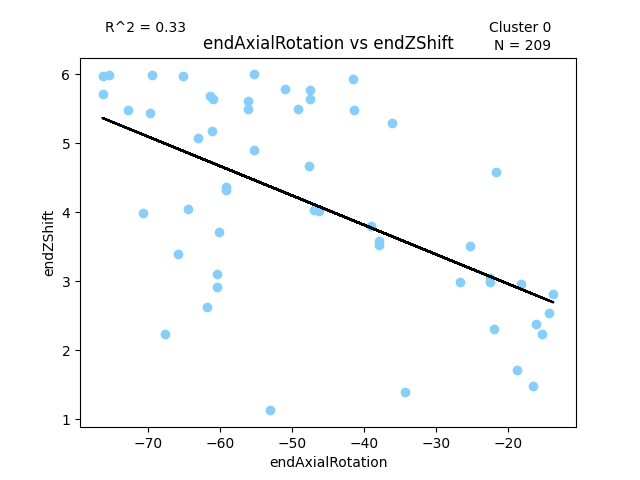 R^2 = 0.33
Cluster 0
endAxialRotation vs endZShift
N = 209
6
5
4
3
2
1
endZShift
−70
−60
−50
−40
−30
−20
endAxialRotation